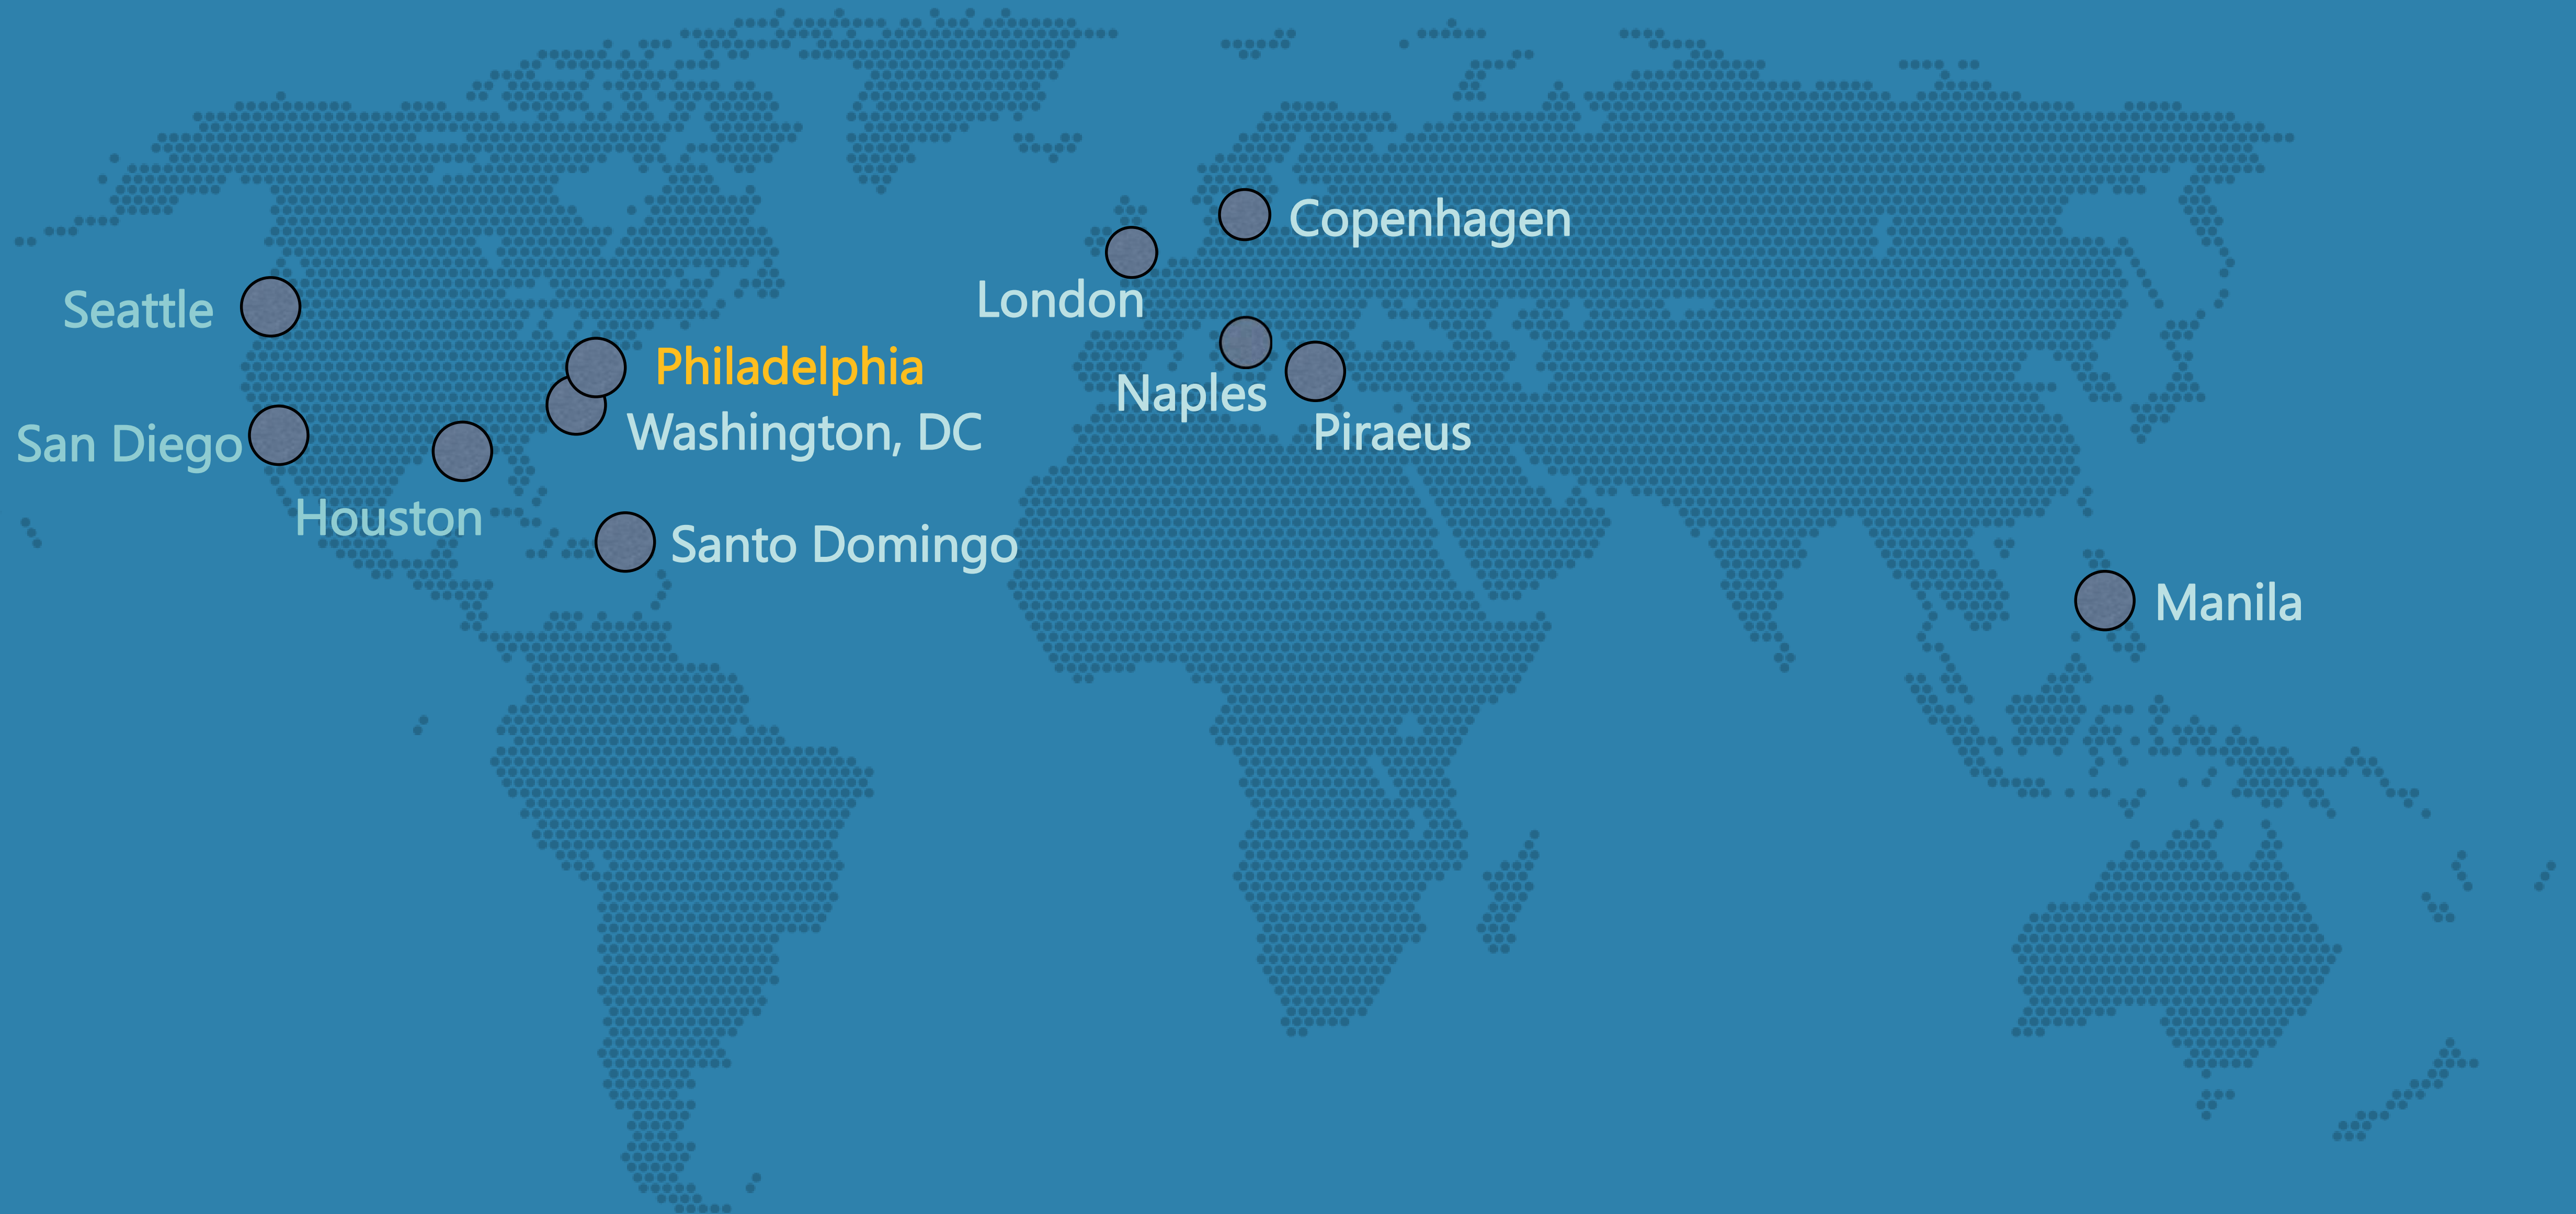 Copenhagen
London
Seattle
Philadelphia
Naples
Washington, DC
Piraeus
San Diego
Houston
Santo Domingo
Manila